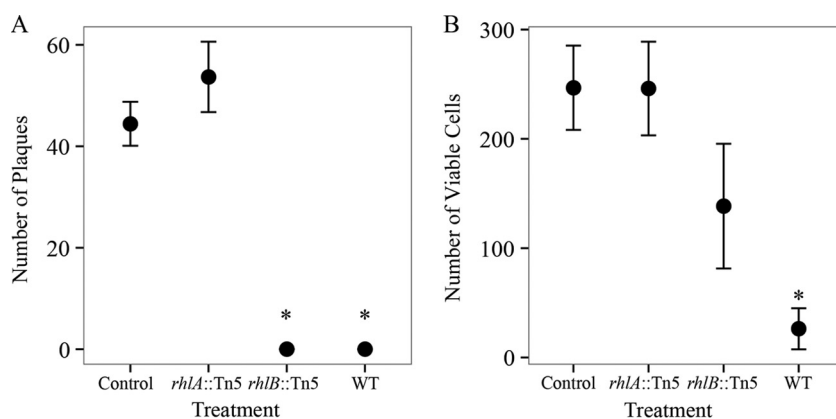 A
Number of Plaques
60
40
20
0
* *
Control rhlA::Tn5 rhlB::Tn5 WT
Treatment
B
Number of Viable Cells
300
200
100
0
*
Control rhlA::Tn5 rhlB::Tn5 WT
Treatment